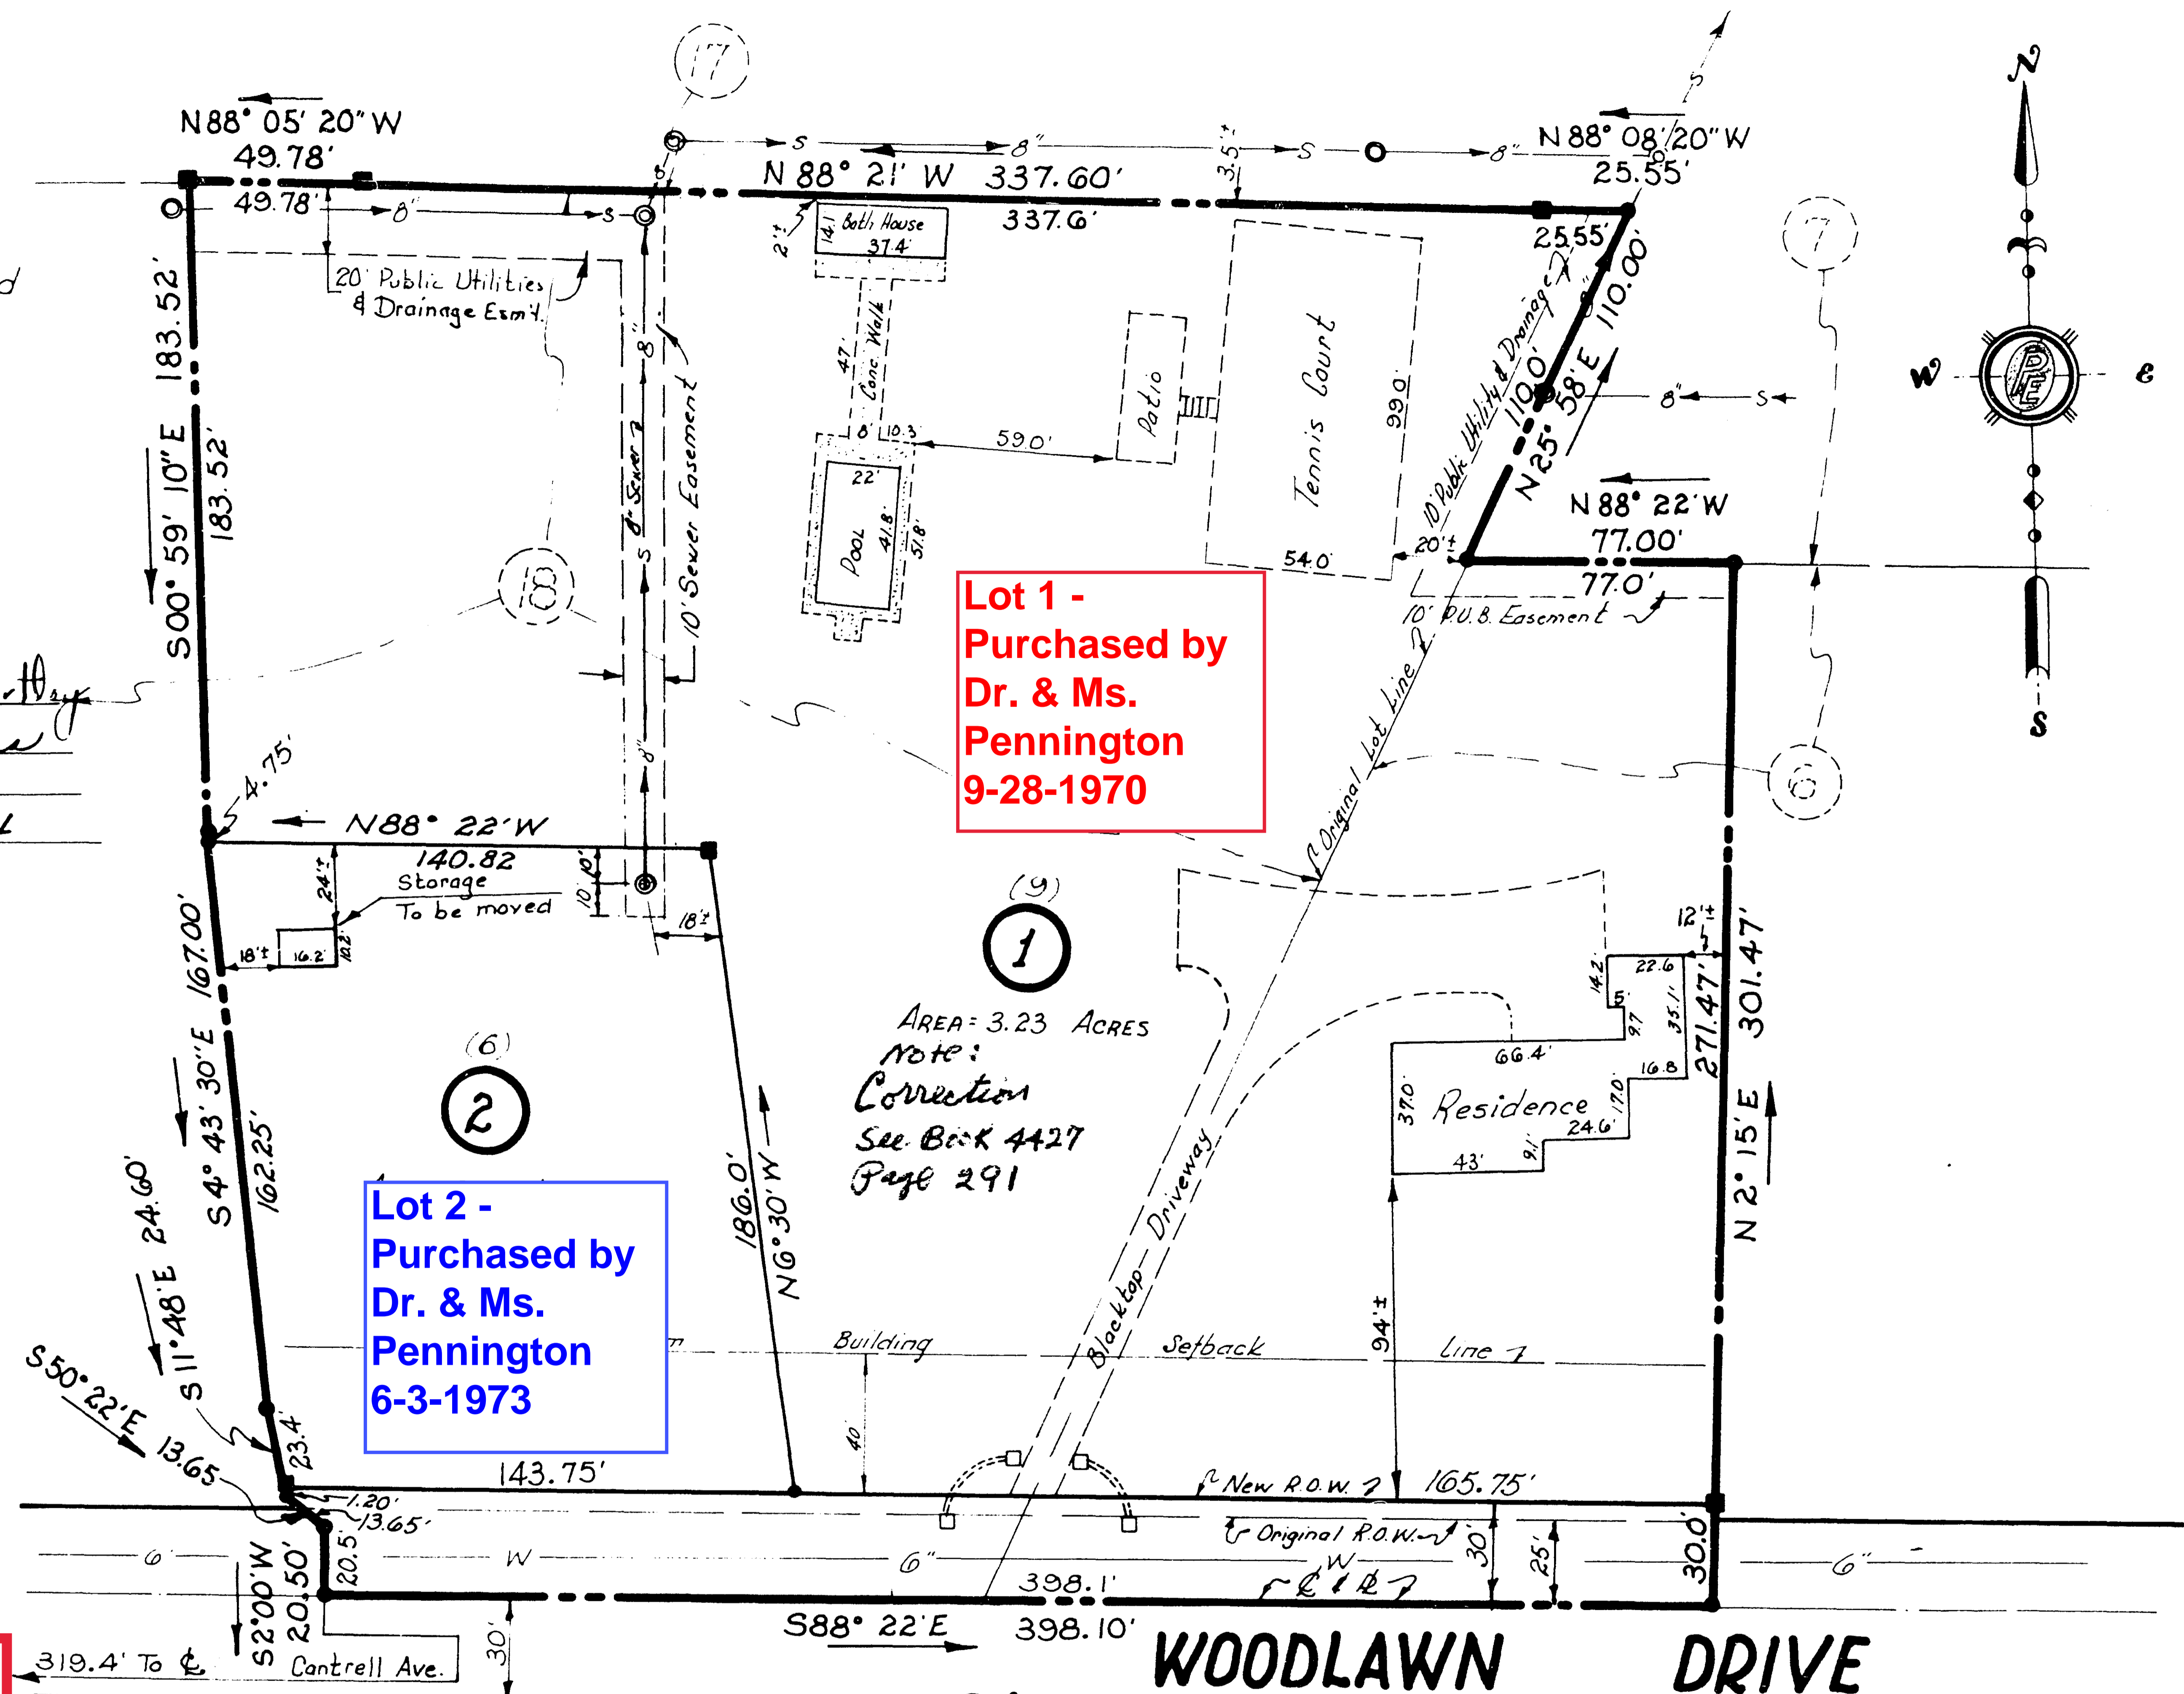 17
N88° 05' 20" W
49.78'
49.78'
8"
S
8"
S
8"
S
8"
S
N 88° 21' W 337.60'
337.6'
3.5'±
N 88° 08' 20" W
25.55'
25.55'
N
W
E
S
PE
7
2'±
14.1
Bath House
37.4'
20' Public Utilities
& Drainage Esm't.
S00° 59' 10" E 183.52'
183.52'
8"
8" Sewer
S
8"
10' Sewer Easement
47'
Conc. Walk
8'
10.3'
22'
POOL
41.8'
51.8'
59.0'
Patio
Tennis Court
99.0'
54.0'
20'±
10' Public Utility & Drainage
110.0'
8"
110.00'
N 25° 58' E
8"
S
N 88° 22' W
77.00'
77.0'
10' P.U.B. Easement
18
Lot 1 -
Purchased by
Dr. & Ms.
Pennington
9-28-1970
Original Lot Line
6
4.75'
N88° 22' W
140.82
24'±
Storage
To be moved
10'
10'
18'±
18'±
16.2'
10.2'
(9)
1
AREA = 3.23 ACRES
Note:
Correction
See Book 4427
Page 291
(6)
2
S 4° 43' 30" E 167.00'
162.25'
186.0'
N6° 30' W
12'±
14.2'
22.6
5'
9.7
35.1'
66.4'
16.8
37.0'
Residence
17.0'
24.6'
9.1'
43'
271.47'
N 2° 15' E 301.47'
Lot 2 -
Purchased by
Dr. & Ms.
Pennington
6-3-1973
Blacktop Driveway
Building Setback Line
94'±
40'
S 11° 48' E 24.60'
23.4'
S 50° 22' E 13.65
1.20'
13.65'
143.75'
New R.O.W.
165.75'
Original R.O.W.
30'
25'
30.0'
6"
W
6"
W
6"
20.5'
S2° 00' W
20.50'
398.1'
S88° 22' E 398.10'
30'
319.4' To ℄ Cantrell Ave.
WOODLAWN DRIVE